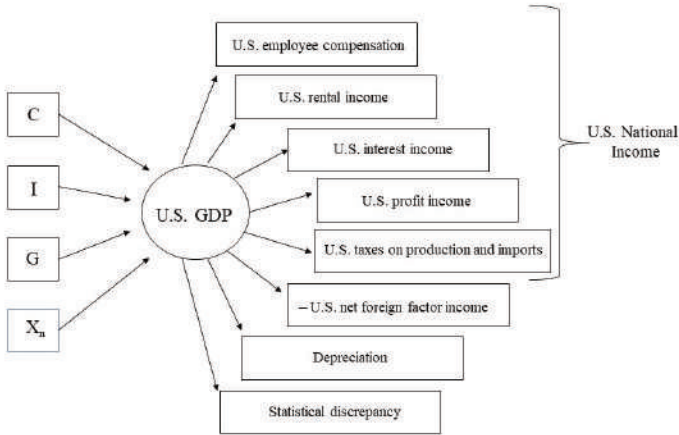 U.S. employee compensation
U.S. rental income
U.S. interest income
U.S. profit income
U.S. taxes on production and imports
– U.S. net foreign factor income
Depreciation
Statistical discrepancy
C
I
G
Xn
U.S. GDP
U.S. National
Income